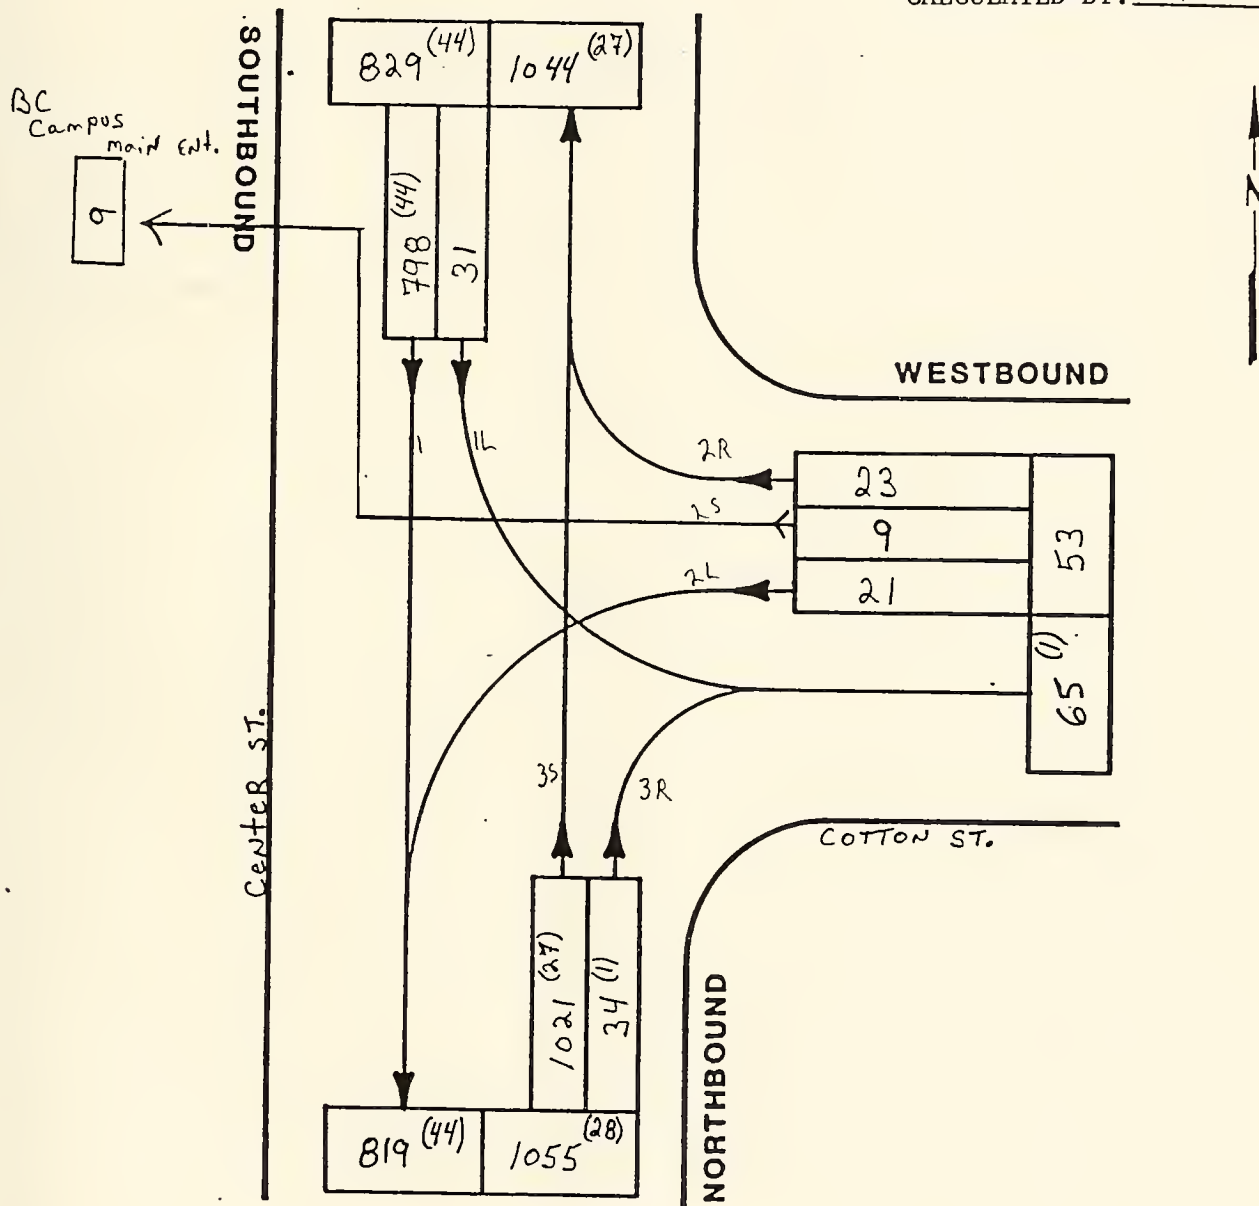 CALCULATED BY:
SOUTHBOUND
829 (44)
1044 (27)
BC
Campus
main Ent.
9
798 (44)
31
N
WESTBOUND
1
1L
2R
23
2S
9
53
2L
21
65 (1)
CENTER ST.
3S
3R
COTTON ST.
1021 (27)
34 (1)
NORTHBOUND
819 (44)
1055 (28)